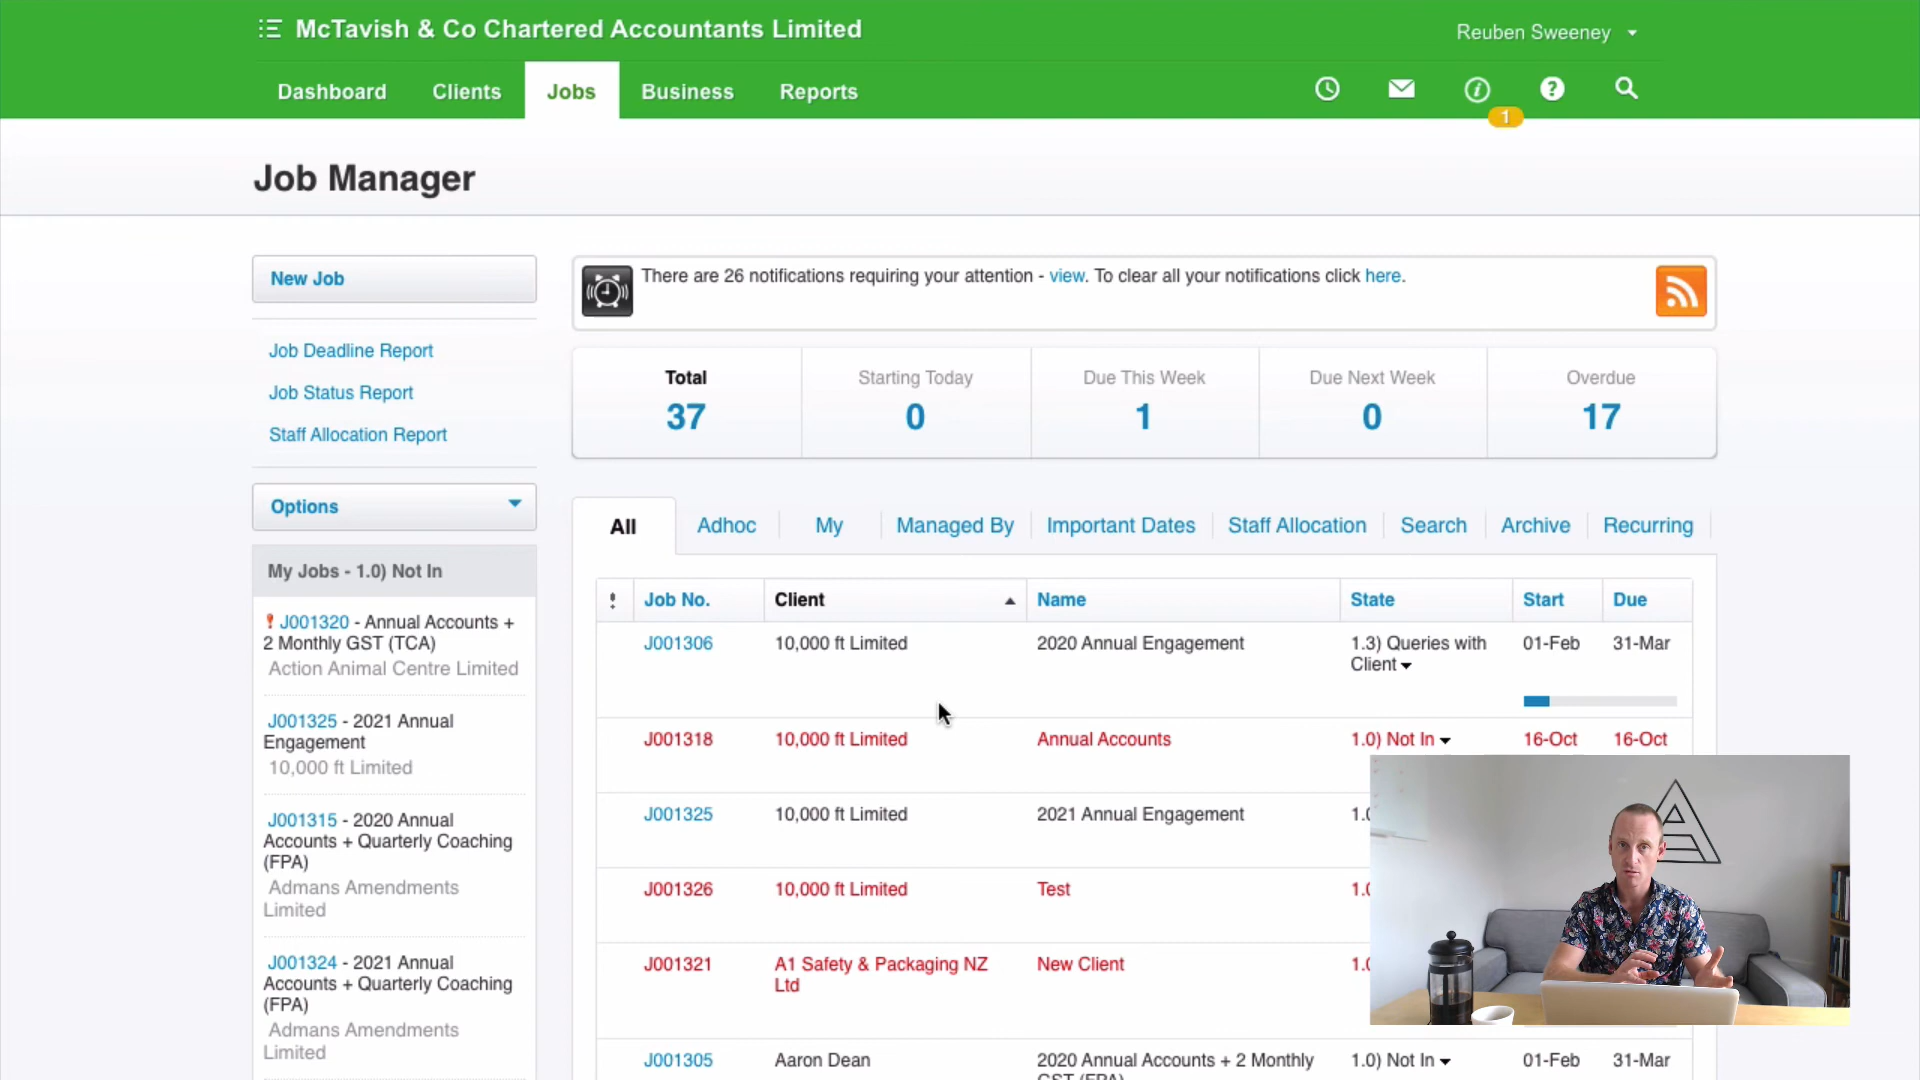 McTavish & Co Chartered Accountants Limited
Reuben Sweeney
Dashboard Clients Jobs Business Reports
1
Job Manager
New Job
Job Deadline Report
Job Status Report
Staff Allocation Report
Options
My Jobs - 1.0) Not In
J001320 - Annual Accounts +
2 Monthly GST (TCA)
Action Animal Centre Limited
J001325 - 2021 Annual
Engagement
10,000 ft Limited
J001315 - 2020 Annual
Accounts + Quarterly Coaching
(FPA)
Admans Amendments
Limited
J001324 - 2021 Annual
Accounts + Quarterly Coaching
(FPA)
Admans Amendments
Limited
There are 26 notifications requiring your attention - view. To clear all your notifications click here.
Total Starting Today Due This Week Due Next Week Overdue
37 0 1 0 17
All Adhoc My Managed By Important Dates Staff Allocation Search Archive Recurring
Job No. Client Name State Start Due
J001306 10,000 ft Limited 2020 Annual Engagement 1.3) Queries with 01-Feb 31-Mar
Client
J001318 10,000 ft Limited Annual Accounts 1.0) Not In 16-Oct 16-Oct
J001325 10,000 ft Limited 2021 Annual Engagement
J001326 10,000 ft Limited Test
J001321 A1 Safety & Packaging NZ New Client
Ltd
J001305 Aaron Dean 2020 Annual Accounts + 2 Monthly 1.0) Not In 01-Feb 31-Mar
GST (FPA)